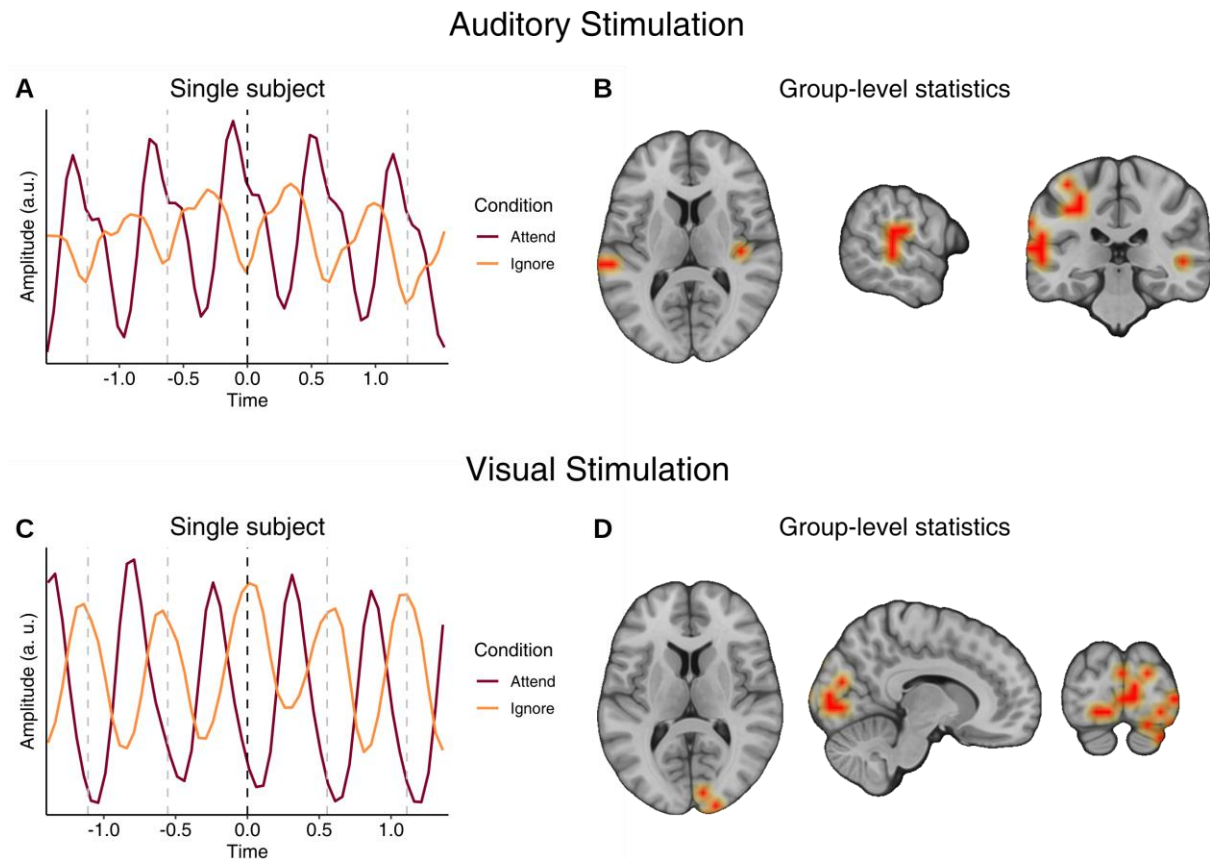 Auditory Stimulation
A
Single subject
Amplitude (a.u.)
-1.0 -0.5 0.0 0.5 1.0
Time
Condition
Attend
Ignore
B
Group-level statistics
Visual Stimulation
C
Single subject
Amplitude (a. u.)
-1.0 -0.5 0.0 0.5 1.0
Time
Condition
Attend
Ignore
D
Group-level statistics